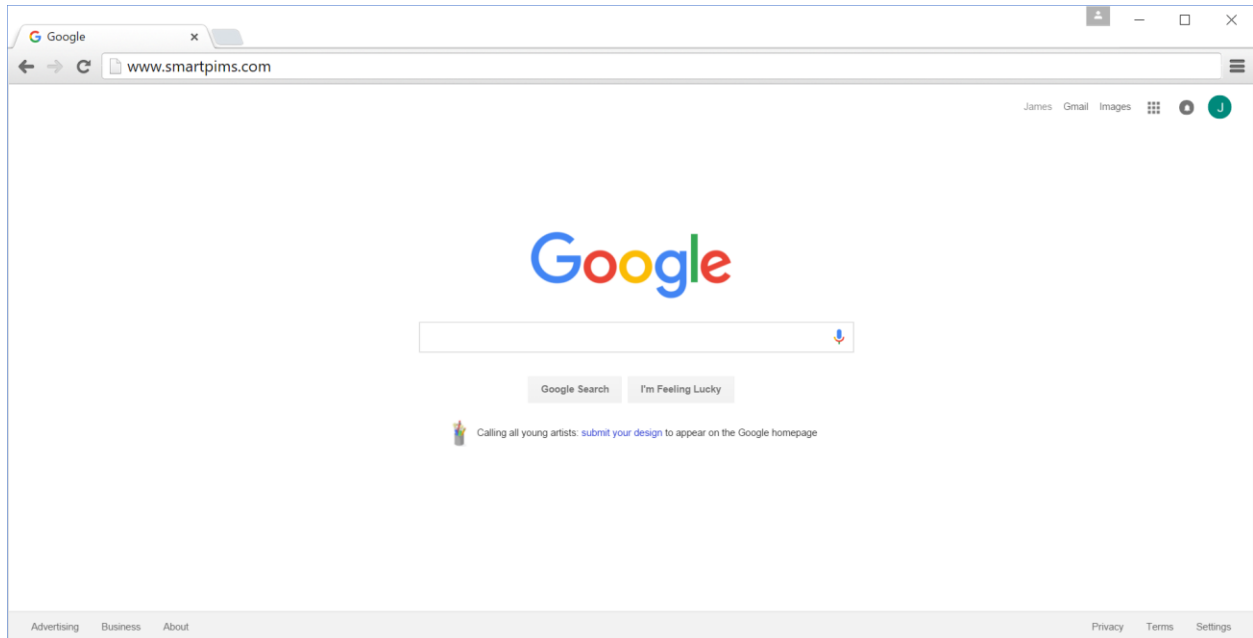 Google
www.smartpims.com
James Gmail Images J
Google
Google Search I'm Feeling Lucky
Calling all young artists: submit your design to appear on the Google homepage
Advertising Business About Privacy Terms Settings